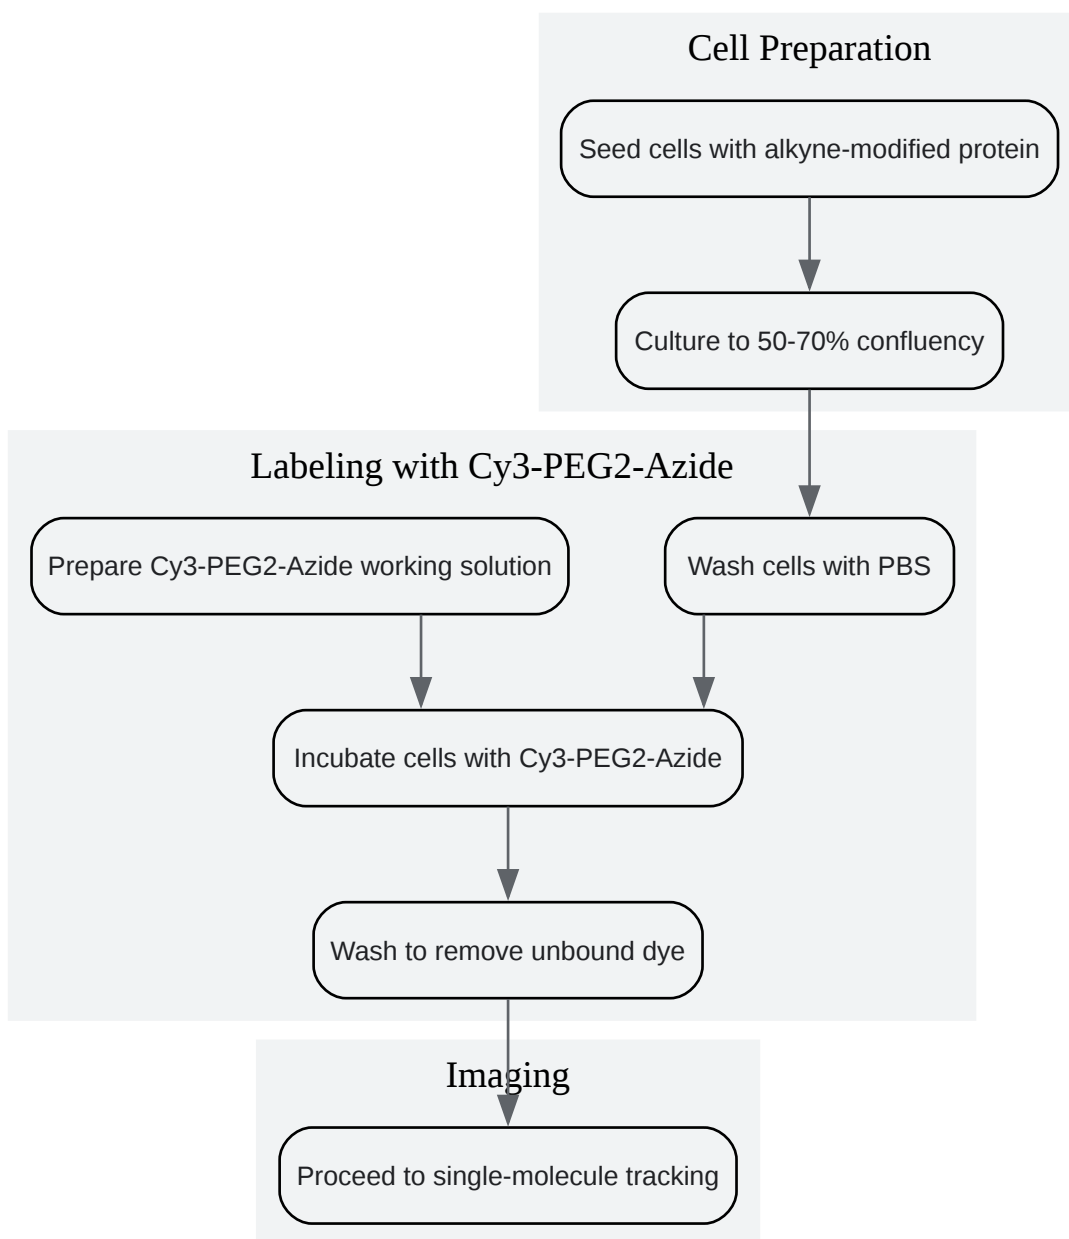 Cell Preparation
Seed cells with alkyne-modified protein
Culture to 50-70% confluency
Labeling with Cy3-PEG2-Azide
Prepare Cy3-PEG2-Azide working solution
Wash cells with PBS
Incubate cells with Cy3-PEG2-Azide
Wash to remove unbound dye
Imaging
Proceed to single-molecule tracking